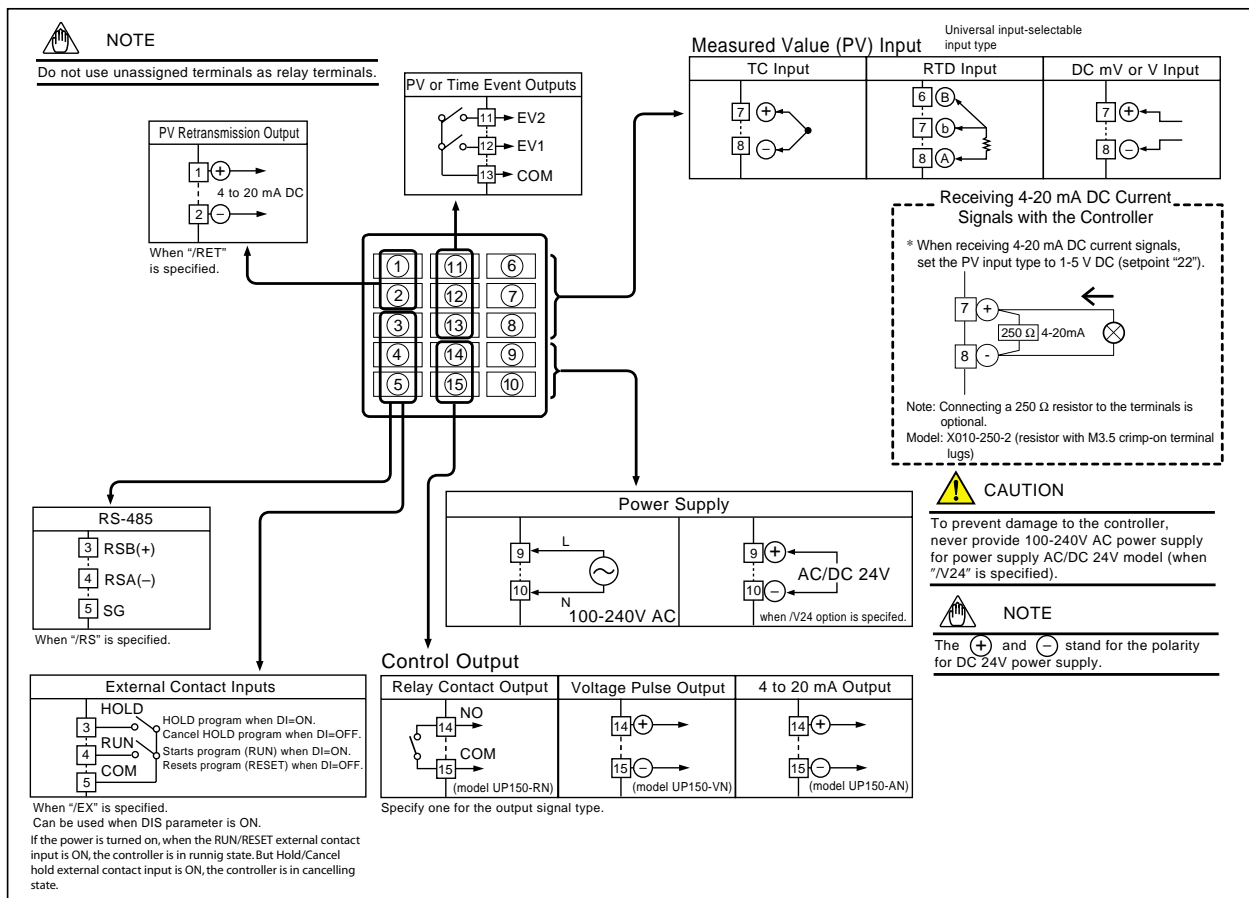 NOTE
Do not use unassigned terminals as relay terminals.
PV Retransmission Output
1 +
4 to 20 mA DC
2 −
When "/RET"
is specified.
PV or Time Event Outputs
11 EV2
12 EV1
13 COM
Measured Value (PV) Input
Universal input-selectable
input type
TC Input
7 +
8 −
RTD Input
6 B
7 b
8 A
DC mV or V Input
7 +
8 −
Receiving 4-20 mA DC Current
Signals with the Controller
* When receiving 4-20 mA DC current signals,
set the PV input type to 1-5 V DC (setpoint "22").
7 +
250 Ω 4-20mA
8 -
Note: Connecting a 250 Ω resistor to the terminals is
optional.
Model: X010-250-2 (resistor with M3.5 crimp-on terminal
lugs)
1 11 6
2 12 7
3 13 8
4 14 9
5 15 10
CAUTION
To prevent damage to the controller,
never provide 100-240V AC power supply
for power supply AC/DC 24V model (when
"/V24" is specified).
NOTE
The + and − stand for the polarity
for DC 24V power supply.
RS-485
3 RSB(+)
4 RSA(−)
5 SG
When "/RS" is specified.
Power Supply
9 L
10 N
100-240V AC
9 +
AC/DC 24V
10 −
when /V24 option is specifed.
External Contact Inputs
HOLD
3
HOLD program when DI=ON.
Cancel HOLD program when DI=OFF.
RUN
4
Starts program (RUN) when DI=ON.
Resets program (RESET) when DI=OFF.
COM
5
When "/EX" is specified.
Can be used when DIS parameter is ON.
If the power is turned on, when the RUN/RESET external contact
input is ON, the controller is in runnig state. But Hold/Cancel
hold external contact input is ON, the controller is in cancelling
state.
Control Output
Relay Contact Output
NO
14
COM
15
(model UP150-RN)
Voltage Pulse Output
14 +
15 −
(model UP150-VN)
4 to 20 mA Output
14 +
15 −
(model UP150-AN)
Specify one for the output signal type.